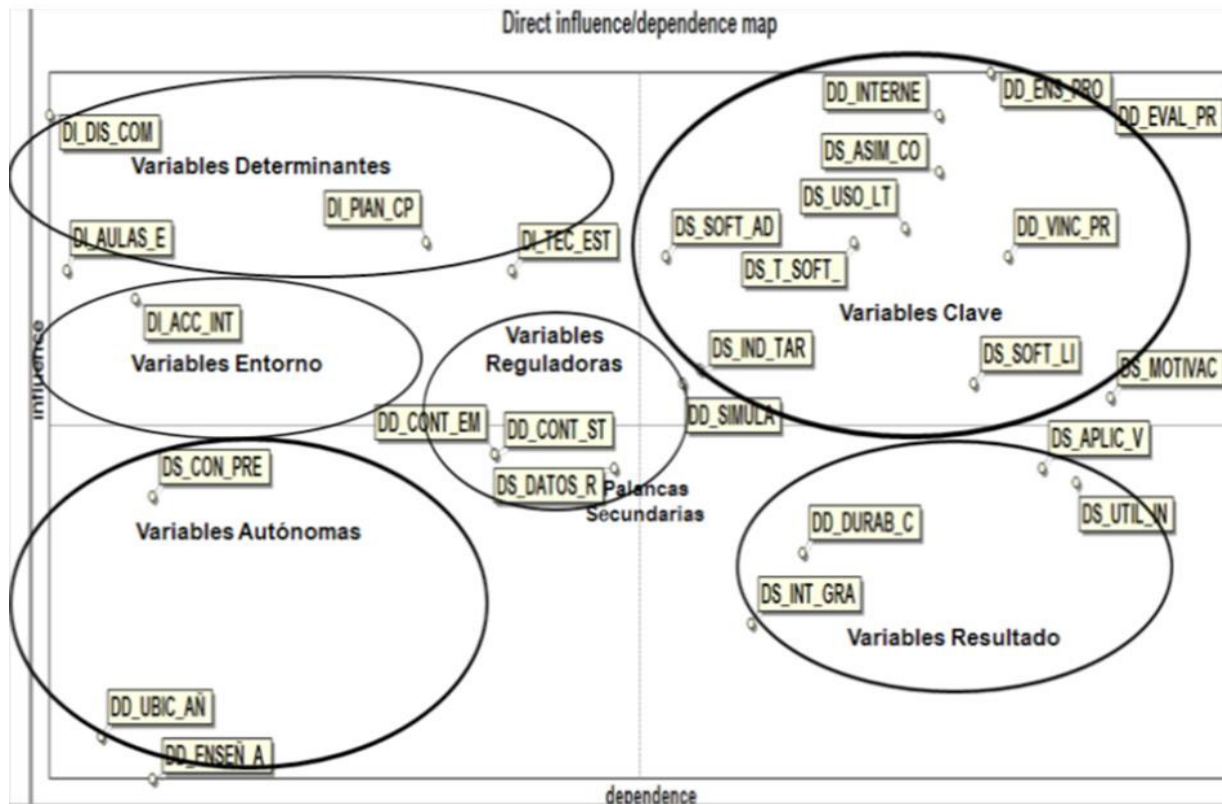 Direct influence/dependence map
DD_INTERNE
DD_ENS_PRO
DD_EVAL_PR
DI_DIS_COM
Variables Determinantes
DS_ASIM_CO
DS_USO_LT
DI_PIAN_CP
DI_AULAS_E
DI_TEC_EST
DS_SOFT_AD
DD_VINC_PR
DS_T_SOFT_
DI_ACC_INT
Variables Clave
Variables
Reguladoras
Variables Entorno
DS_IND_TAR
DS_SOFT_LI
DS_MOTIVAC
influence
DD_CONT_EM
DD_CONT_ST
DD_SIMULA
DS_APLIC_V
DS_CON_PRE
DS_DATOS_R
Palancas
Secundarias
DS_UTIL_IN
Variables Autónomas
DD_DURAB_C
DS_INT_GRA
Variables Resultado
DD_UBIC_AÑ
DD_ENSEÑ_A
dependence